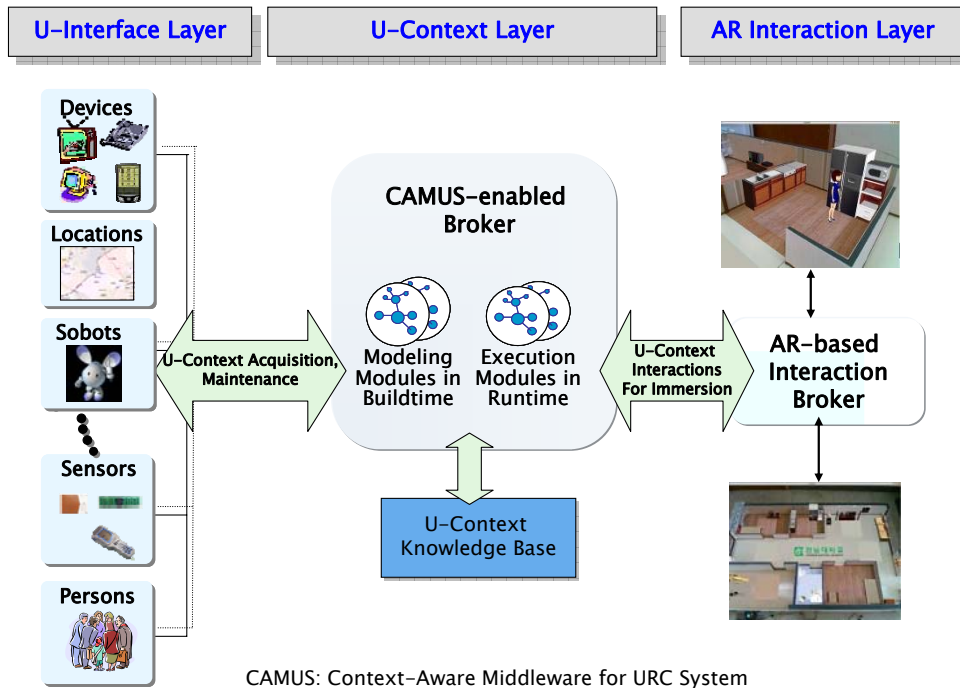 U-Interface Layer
U-Context Layer
AR Interaction Layer
Devices
Locations
Sobots
Sensors
Persons
U-Context Acquisition,
Maintenance
CAMUS-enabled
Broker
Modeling
Modules in
Buildtime
Execution
Modules in
Runtime
U-Context
Knowledge Base
U-Context
Interactions
For Immersion
AR-based
Interaction
Broker
CAMUS: Context-Aware Middleware for URC System